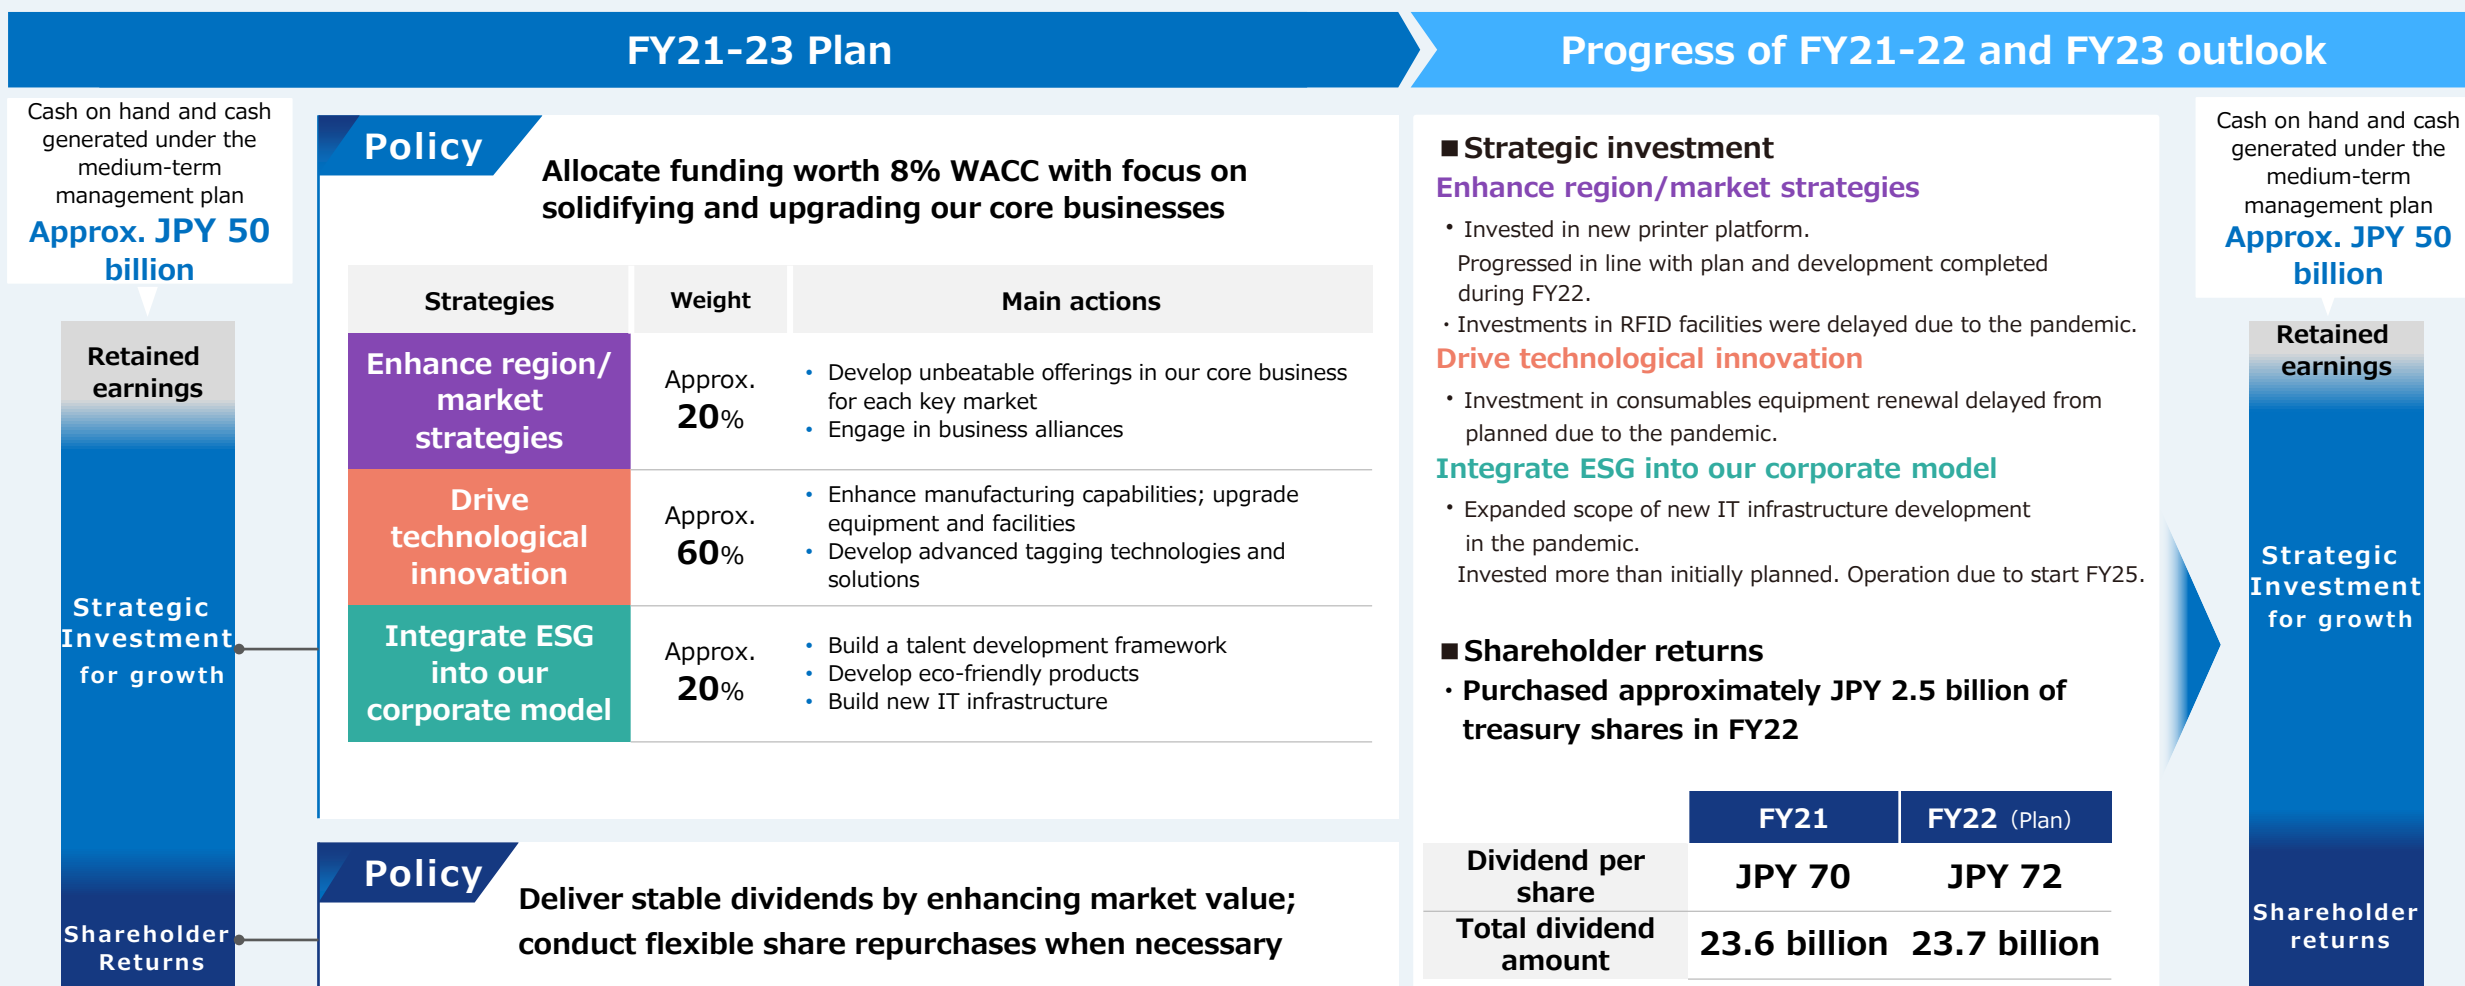 FY21-23 Plan
Progress of FY21-22 and FY23 outlook
Cash on hand and cash
generated under the
medium-term
management plan
Approx. JPY 50
billion
Retained
earnings
Strategic
Investment
for growth
Shareholder
Returns
Policy
Allocate funding worth 8% WACC with focus on
solidifying and upgrading our core businesses
Strategies Weight Main actions
Enhance region/
market
strategies
Approx.
20%
• Develop unbeatable offerings in our core business
for each key market
• Engage in business alliances
Drive
technological
innovation
Approx.
60%
• Enhance manufacturing capabilities; upgrade
equipment and facilities
• Develop advanced tagging technologies and
solutions
Integrate ESG
into our
corporate model
Approx.
20%
• Build a talent development framework
• Develop eco-friendly products
• Build new IT infrastructure
Policy
Deliver stable dividends by enhancing market value;
conduct flexible share repurchases when necessary
■Strategic investment
Enhance region/market strategies
・Invested in new printer platform.
Progressed in line with plan and development completed
during FY22.
・Investments in RFID facilities were delayed due to the pandemic.
Drive technological innovation
・Investment in consumables equipment renewal delayed from
planned due to the pandemic.
Integrate ESG into our corporate model
・Expanded scope of new IT infrastructure development
in the pandemic.
Invested more than initially planned. Operation due to start FY25.
■Shareholder returns
・Purchased approximately JPY 2.5 billion of
treasury shares in FY22
FY21 FY22（Plan）
Dividend per
share
JPY 70 JPY 72
Total dividend
amount
23.6 billion 23.7 billion
Cash on hand and cash
generated under the
medium-term
management plan
Approx. JPY 50
billion
Retained
earnings
Strategic
Investment
for growth
Shareholder
returns